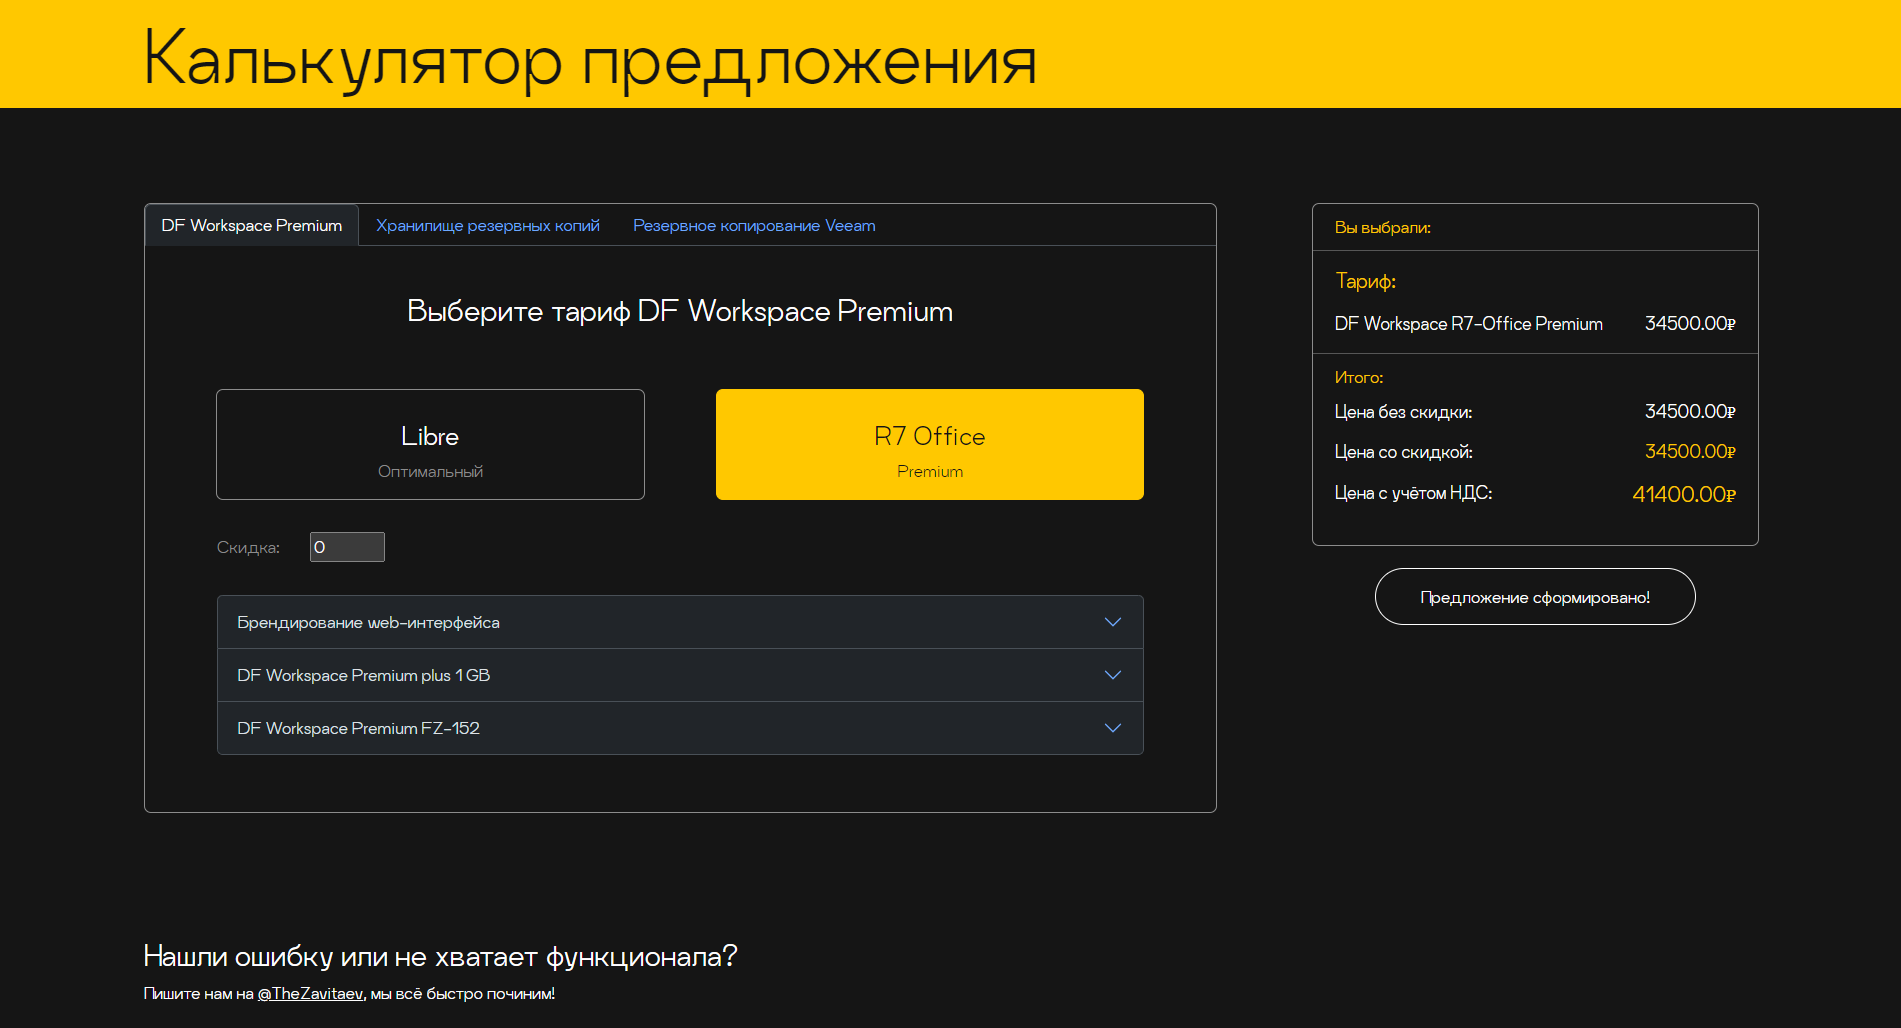 Калькулятор предложения
DF Workspace Premium
Хранилище резервных копий
Резервное копирование Veeam
Выберите тариф DF Workspace Premium
Libre
Оптимальный
R7 Office
Premium
Скидка: 0
Брендирование web-интерфейса
DF Workspace Premium plus 1 GB
DF Workspace Premium FZ-152
Вы выбрали:
Тариф:
DF Workspace R7-Office Premium 34500.00₽
Итого:
Цена без скидки: 34500.00₽
Цена со скидкой: 34500.00₽
Цена с учётом НДС: 41400.00₽
Предложение сформировано!
Нашли ошибку или не хватает функционала?
Пишите нам на @TheZavitaev, мы всё быстро починим!